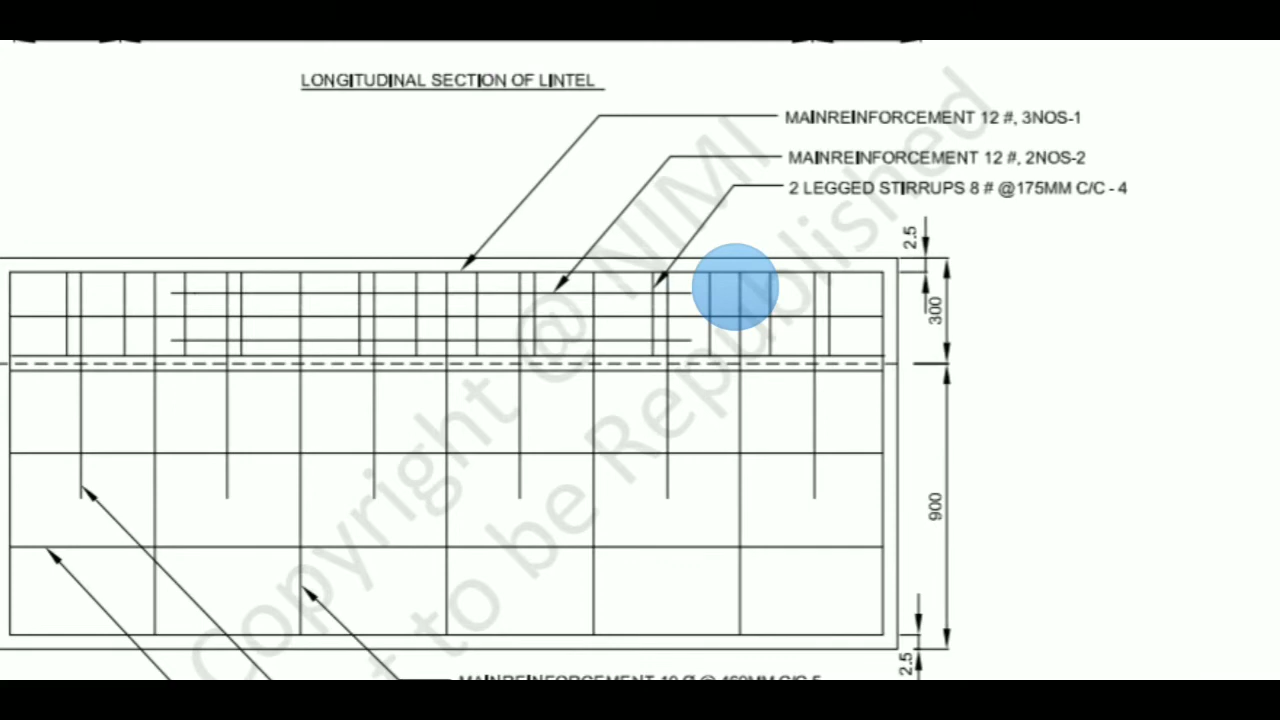 LONGITUDINAL SECTION OF LINTEL
MAINREINFORCEMENT 12 #, 3NOS-1
MAINREINFORCEMENT 12 #, 2NOS-2
2 LEGGED STIRRUPS 8 # @175MM C/C - 4
2.5
300
900
2.5
Copyright @ NIMI
to be Republished